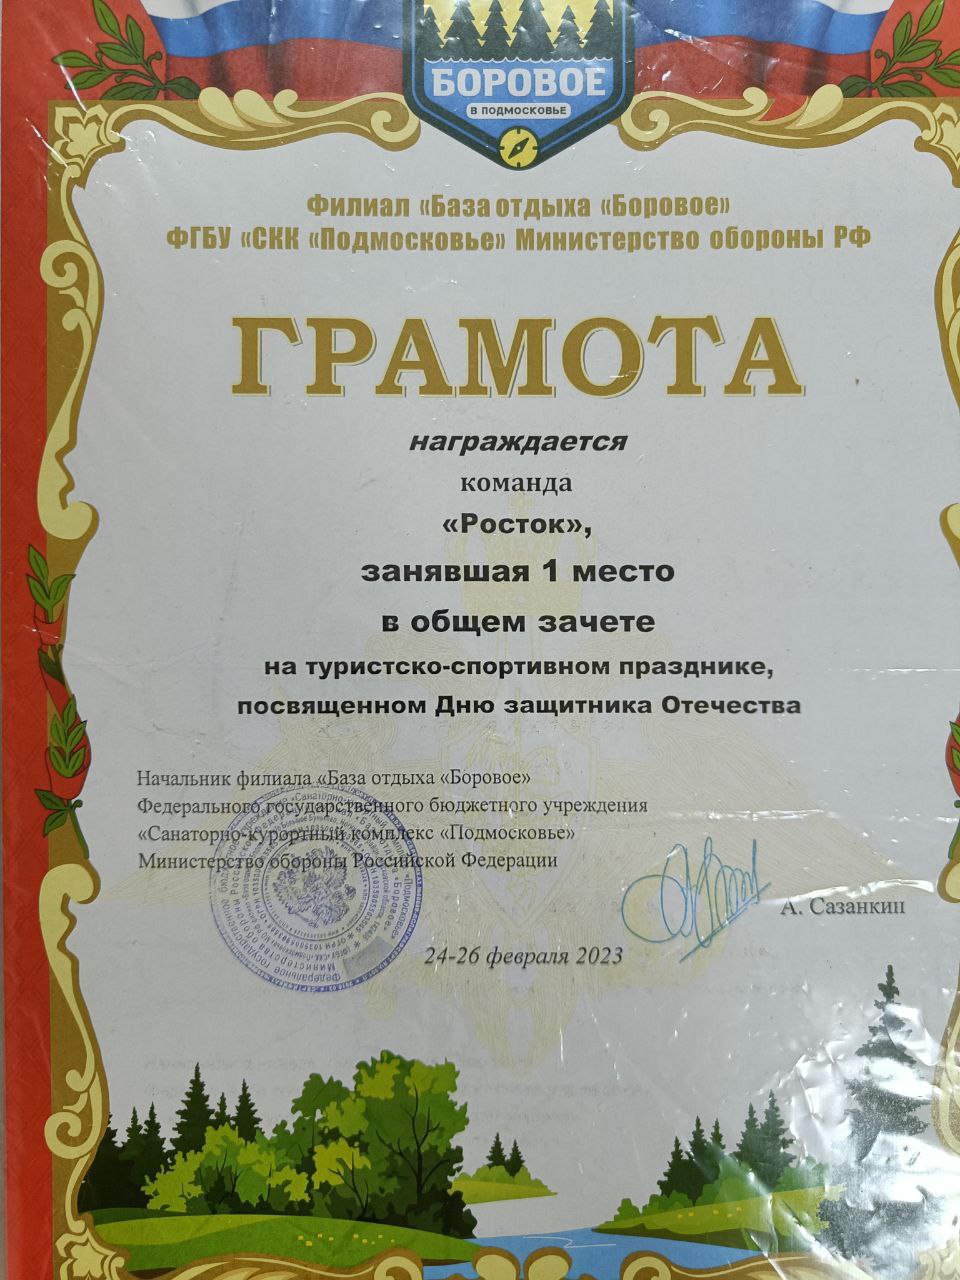 БОРОВОЕ
В ПОДМОСКОВЬЕ
Филиал «База отдыха «Боровое»
ФГБУ «СКК «Подмосковье» Министерство обороны РФ
ГРАМОТА
награждается
команда
«Росток»,
занявшая 1 место
в общем зачете
на туристско-спортивном празднике,
посвященном Дню защитника Отечества
Начальник филиала «База отдыха «Боровое»
Федерального государственного бюджетного учреждения
«Санаторно-курортный комплекс «Подмосковье»
Министерство обороны Российской Федерации
А. Сазанкин
24-26 февраля 2023